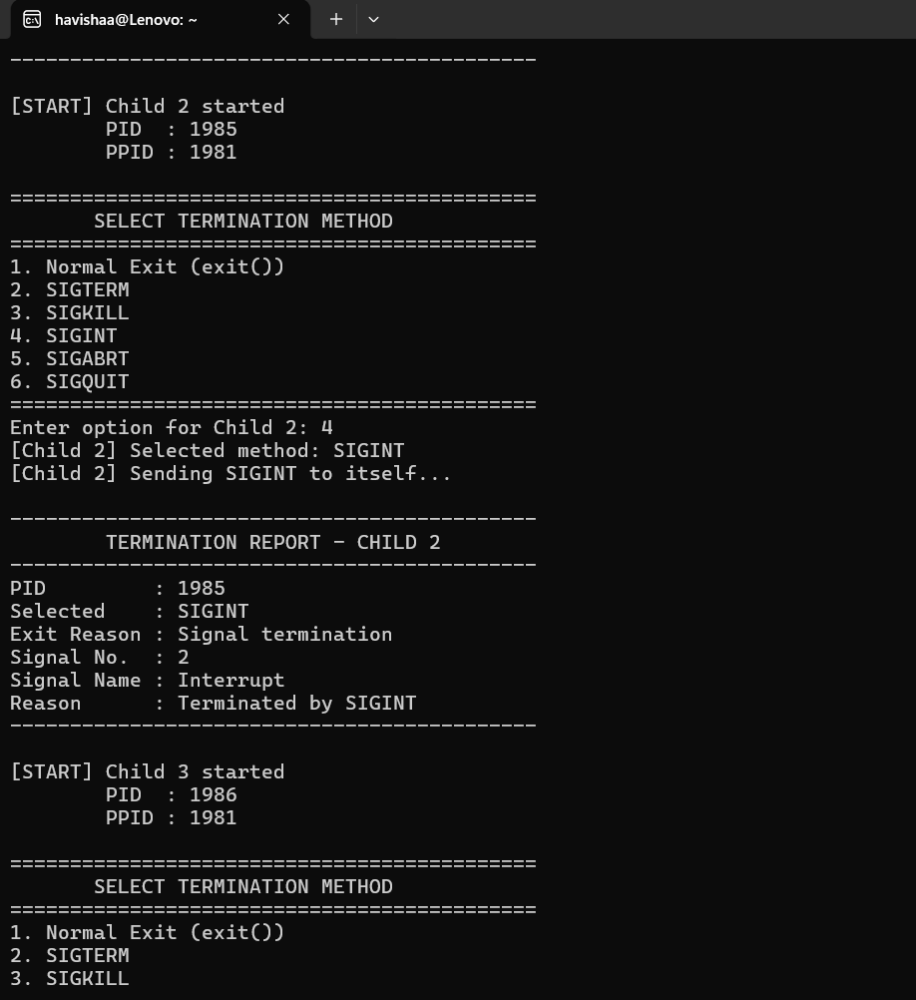 havishaa@Lenovo: ~
--------------------------------------------
[START] Child 2 started
        PID  : 1985
        PPID : 1981
============================================
       SELECT TERMINATION METHOD
============================================
1. Normal Exit (exit())
2. SIGTERM
3. SIGKILL
4. SIGINT
5. SIGABRT
6. SIGQUIT
============================================
Enter option for Child 2: 4
[Child 2] Selected method: SIGINT
[Child 2] Sending SIGINT to itself...
--------------------------------------------
        TERMINATION REPORT - CHILD 2
--------------------------------------------
PID         : 1985
Selected    : SIGINT
Exit Reason : Signal termination
Signal No.  : 2
Signal Name : Interrupt
Reason      : Terminated by SIGINT
--------------------------------------------
[START] Child 3 started
        PID  : 1986
        PPID : 1981
============================================
       SELECT TERMINATION METHOD
============================================
1. Normal Exit (exit())
2. SIGTERM
3. SIGKILL